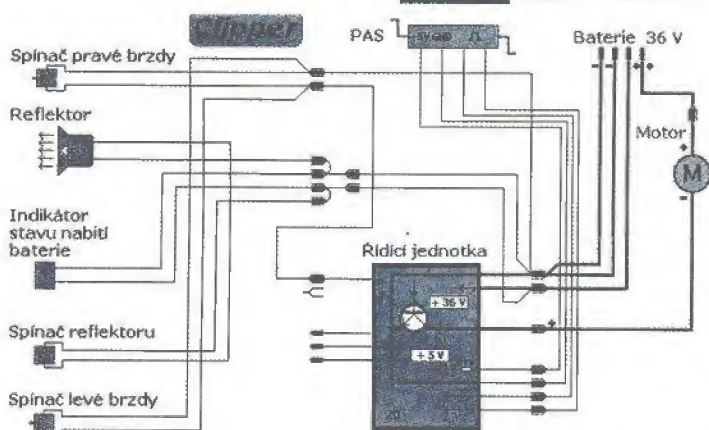 Clipper
PAS
Baterie 36 V
Spínač pravé brzdy
Reflektor
Motor
M
Indikátor
stavu nabití
baterie
Řídící jednotka
+ 36 V
+ 5 V
Spínač reflektoru
Spínač levé brzdy